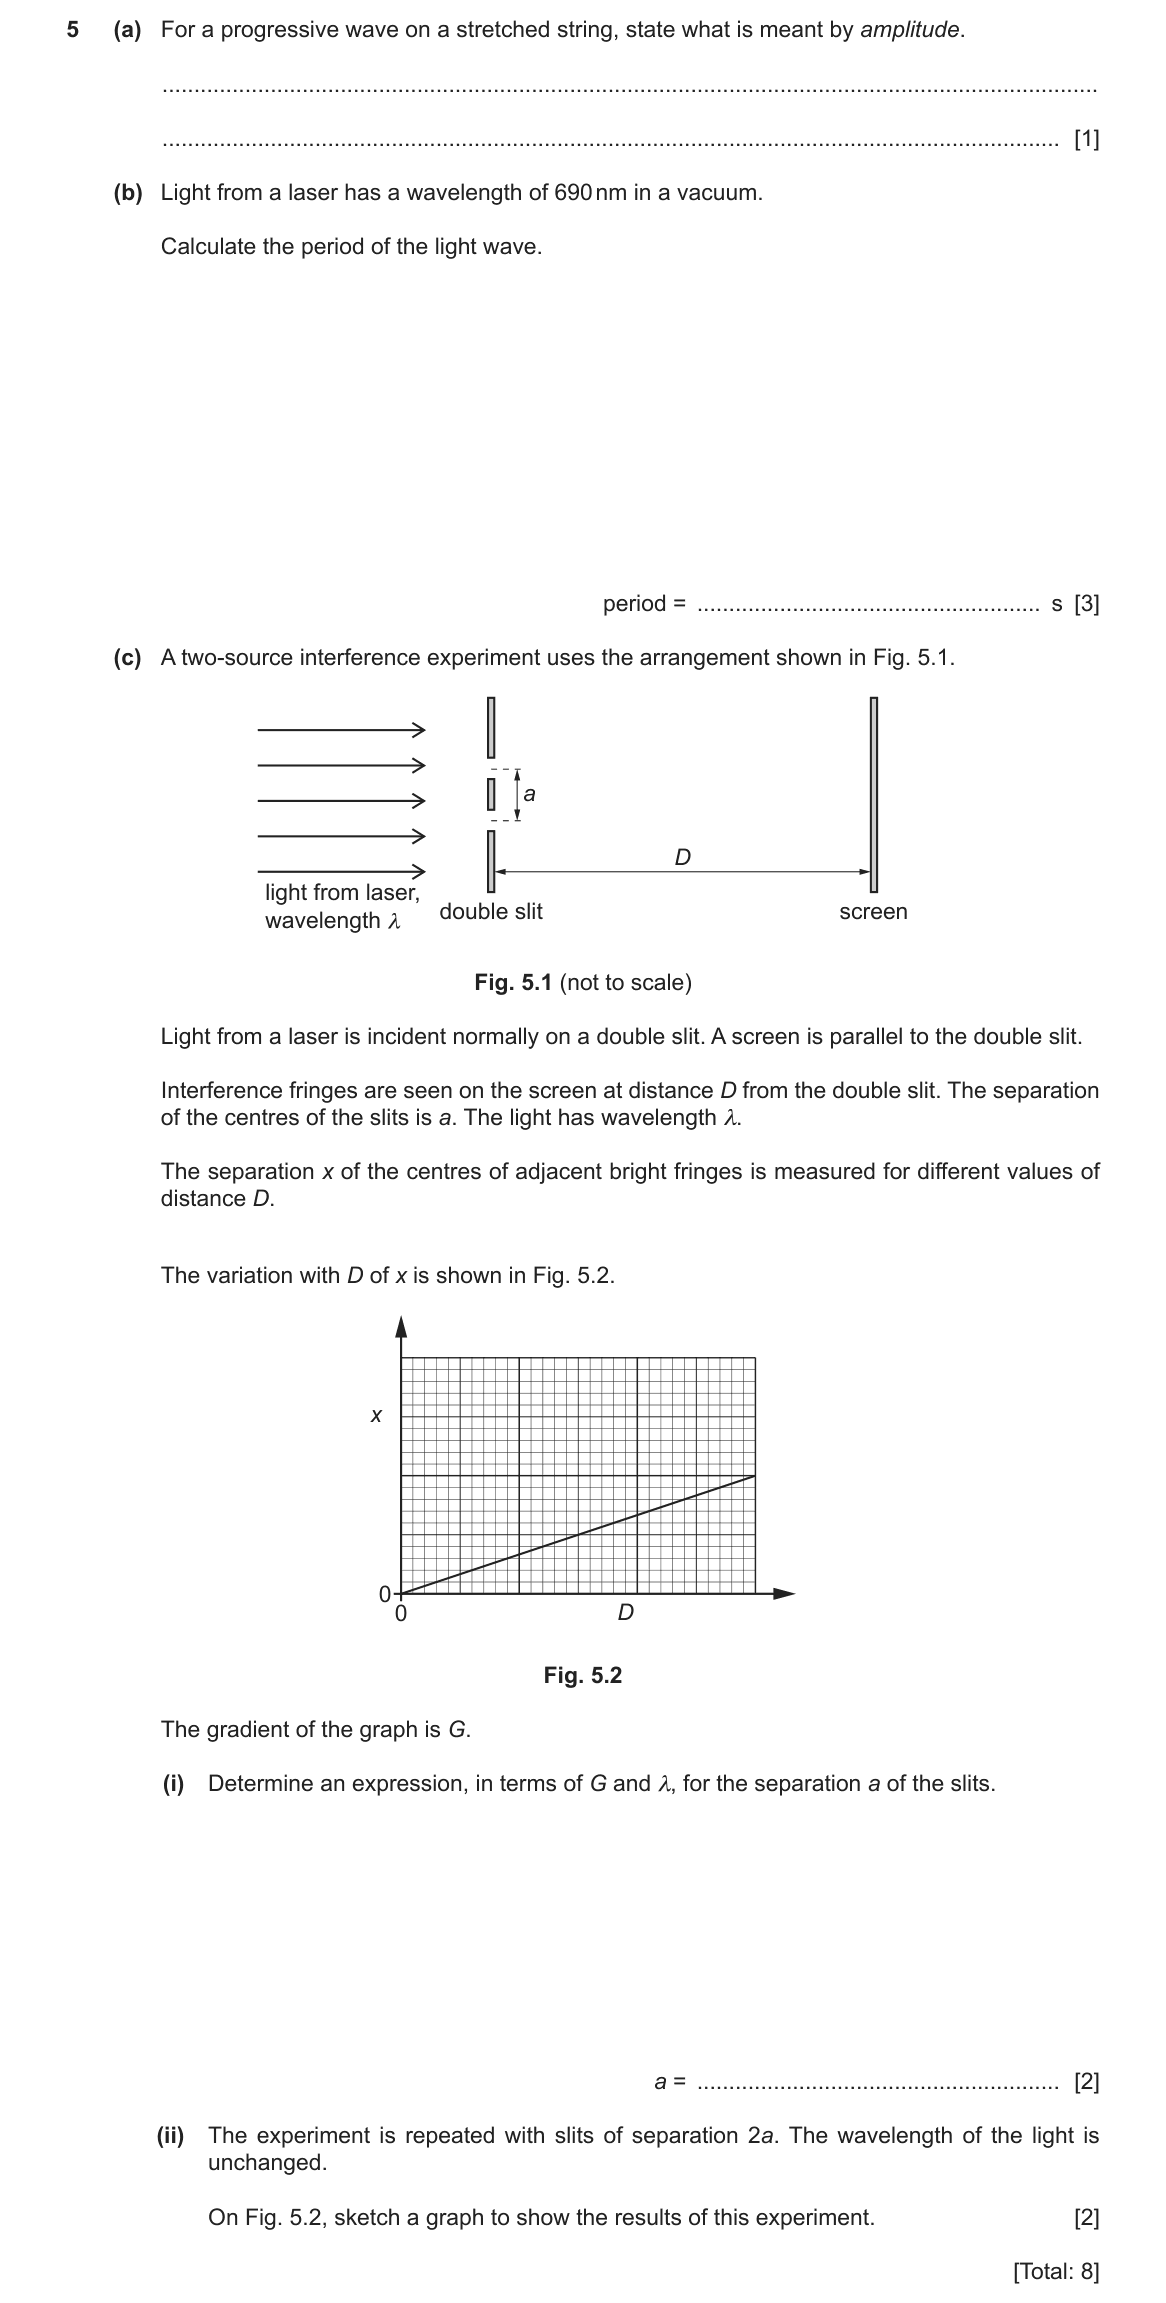 5 (a) For a progressive wave on a stretched string, state what is meant by amplitude.
..........................................................................................
.......................................................................................... [1]
(b) Light from a laser has a wavelength of 690 nm in a vacuum.
Calculate the period of the light wave.
period = ...................................................... s [3]
(c) A two-source interference experiment uses the arrangement shown in Fig. 5.1.
a
D
light from laser,
wavelength λ
double slit
screen
Fig. 5.1 (not to scale)
Light from a laser is incident normally on a double slit. A screen is parallel to the double slit.
Interference fringes are seen on the screen at distance D from the double slit. The separation
of the centres of the slits is a. The light has wavelength λ.
The separation x of the centres of adjacent bright fringes is measured for different values of
distance D.
The variation with D of x is shown in Fig. 5.2.
x
0
0
D
Fig. 5.2
The gradient of the graph is G.
(i) Determine an expression, in terms of G and λ, for the separation a of the slits.
a = ......................................................... [2]
(ii) The experiment is repeated with slits of separation 2a. The wavelength of the light is
unchanged.
On Fig. 5.2, sketch a graph to show the results of this experiment. [2]
[Total: 8]